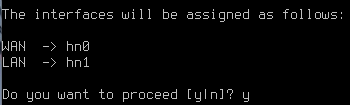 The interfaces will be assigned as follows:
WAN  -> hn0
LAN  -> hn1
Do you want to proceed [y|n]? y